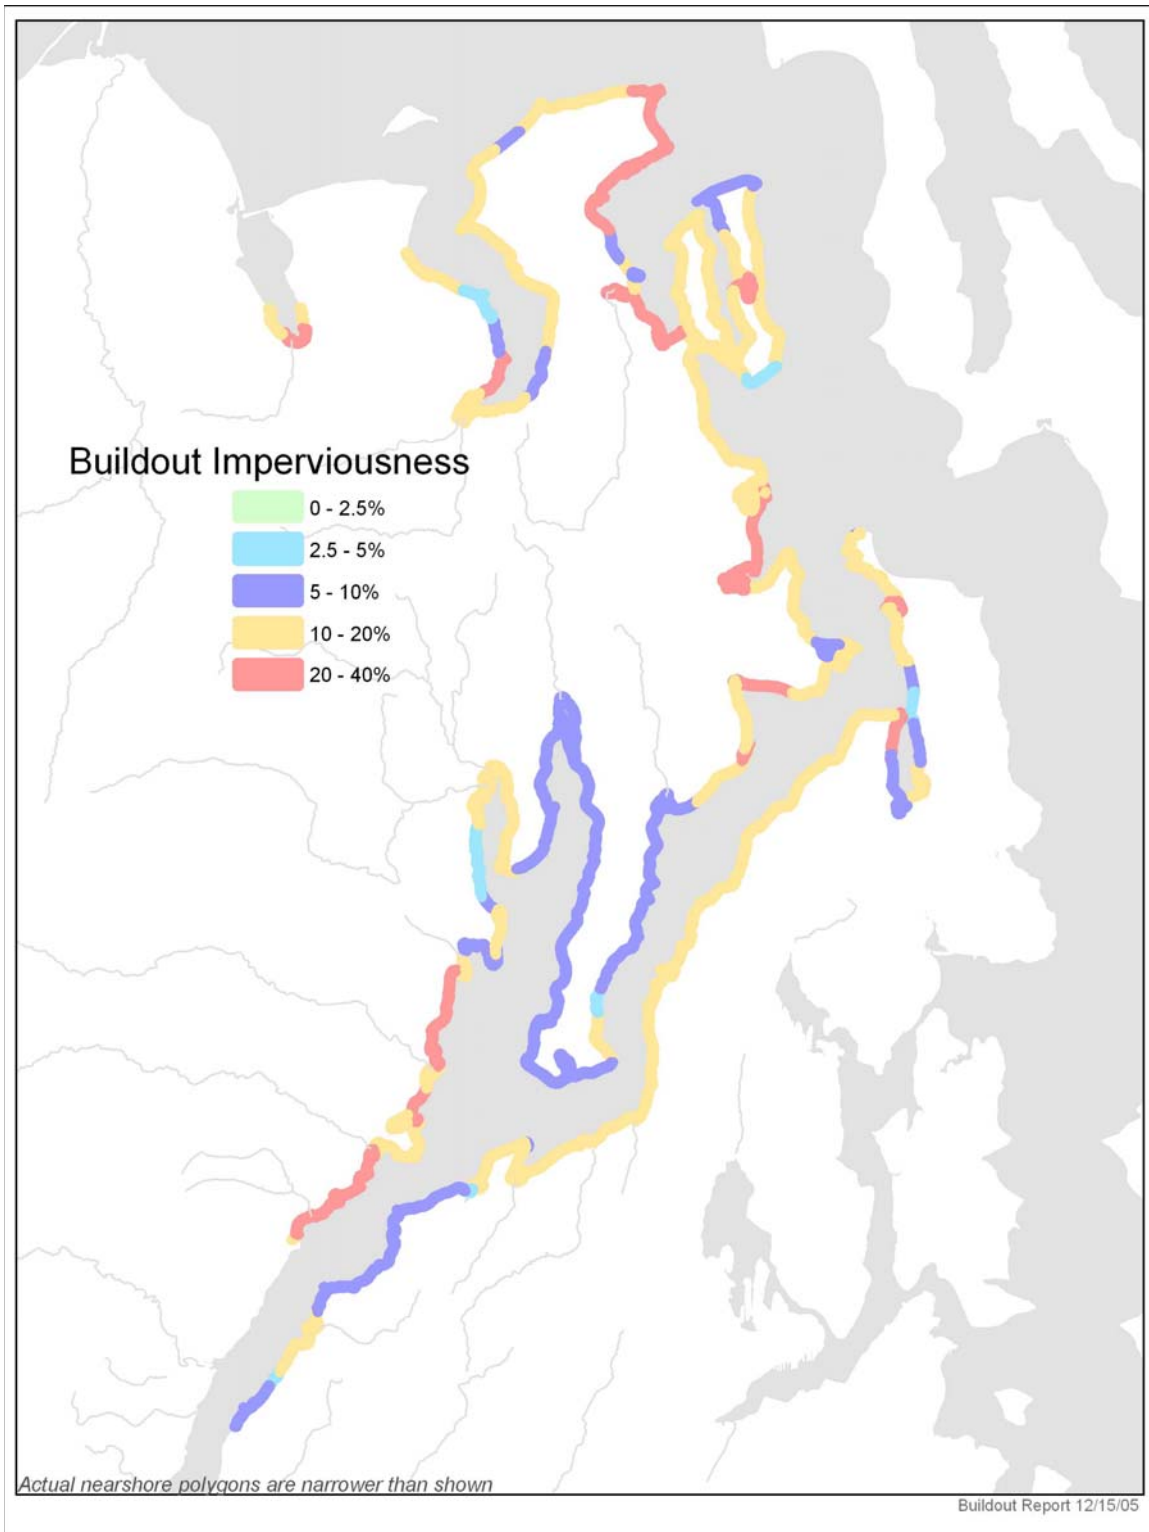 Buildout Imperviousness
0 - 2.5%
2.5 - 5%
5 - 10%
10 - 20%
20 - 40%
Actual nearshore polygons are narrower than shown
Buildout Report 12/15/05